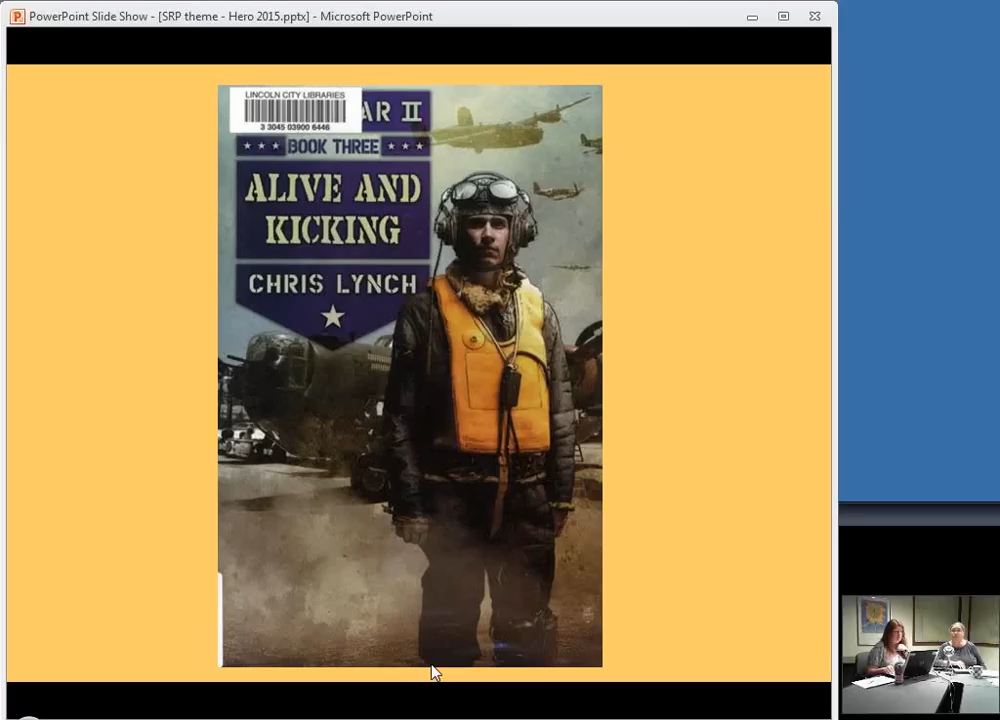 PowerPoint Slide Show - [SRP theme - Hero 2015.pptx] - Microsoft PowerPoint
LINCOLN CITY LIBRARIES
3 3045 03900 6446
AR II
BOOK THREE
ALIVE AND
KICKING
CHRIS LYNCH